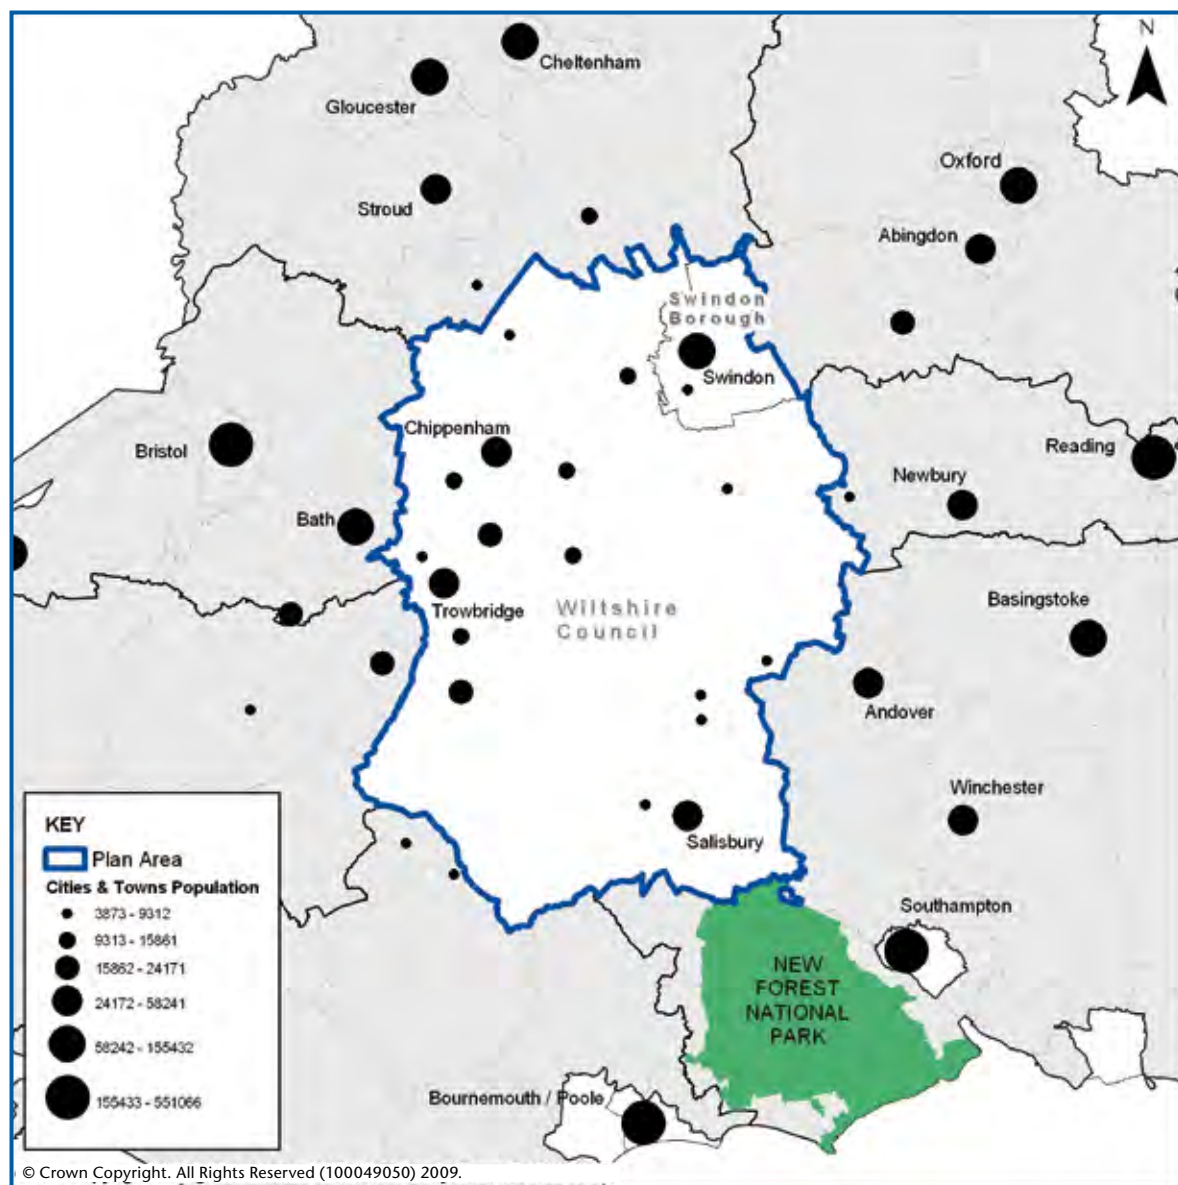 N
Cheltenham
Gloucester
Oxford
Stroud
Abingdon
Swindon
Borough
Swindon
Chippenham
Bristol
Reading
Newbury
Bath
Basingstoke
Trowbridge
Wiltshire
Council
Andover
Winchester
Salisbury
Southampton
NEW
FOREST
NATIONAL
PARK
Bournemouth / Poole
KEY
Plan Area
Cities & Towns Population
3873 - 9312
9313 - 15861
15862 - 24171
24172 - 58241
58242 - 155432
155433 - 551066
© Crown Copyright. All Rights Reserved (100049050) 2009.